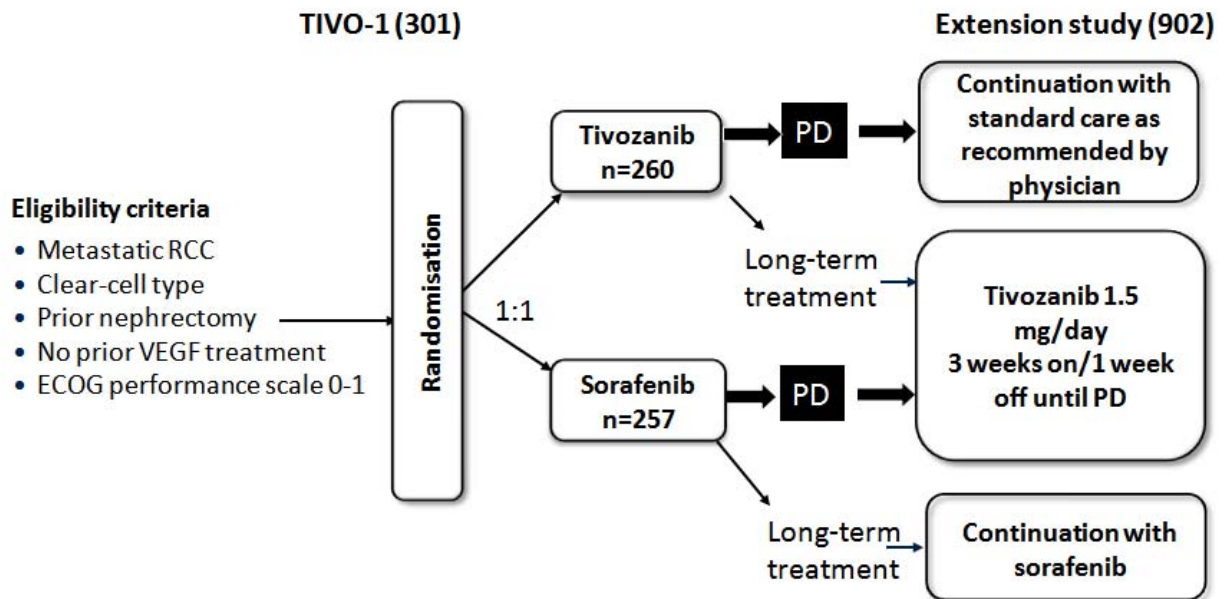 TIVO-1 (301)
Extension study (902)
Eligibility criteria
• Metastatic RCC
• Clear-cell type
• Prior nephrectomy
• No prior VEGF treatment
• ECOG performance scale 0-1
Randomisation
1:1
Tivozanib
n=260
PD
Continuation with
standard care as
recommended by
physician
Long-term
treatment
Tivozanib 1.5
mg/day
3 weeks on/1 week
off until PD
Sorafenib
n=257
PD
Long-term
treatment
Continuation with
sorafenib